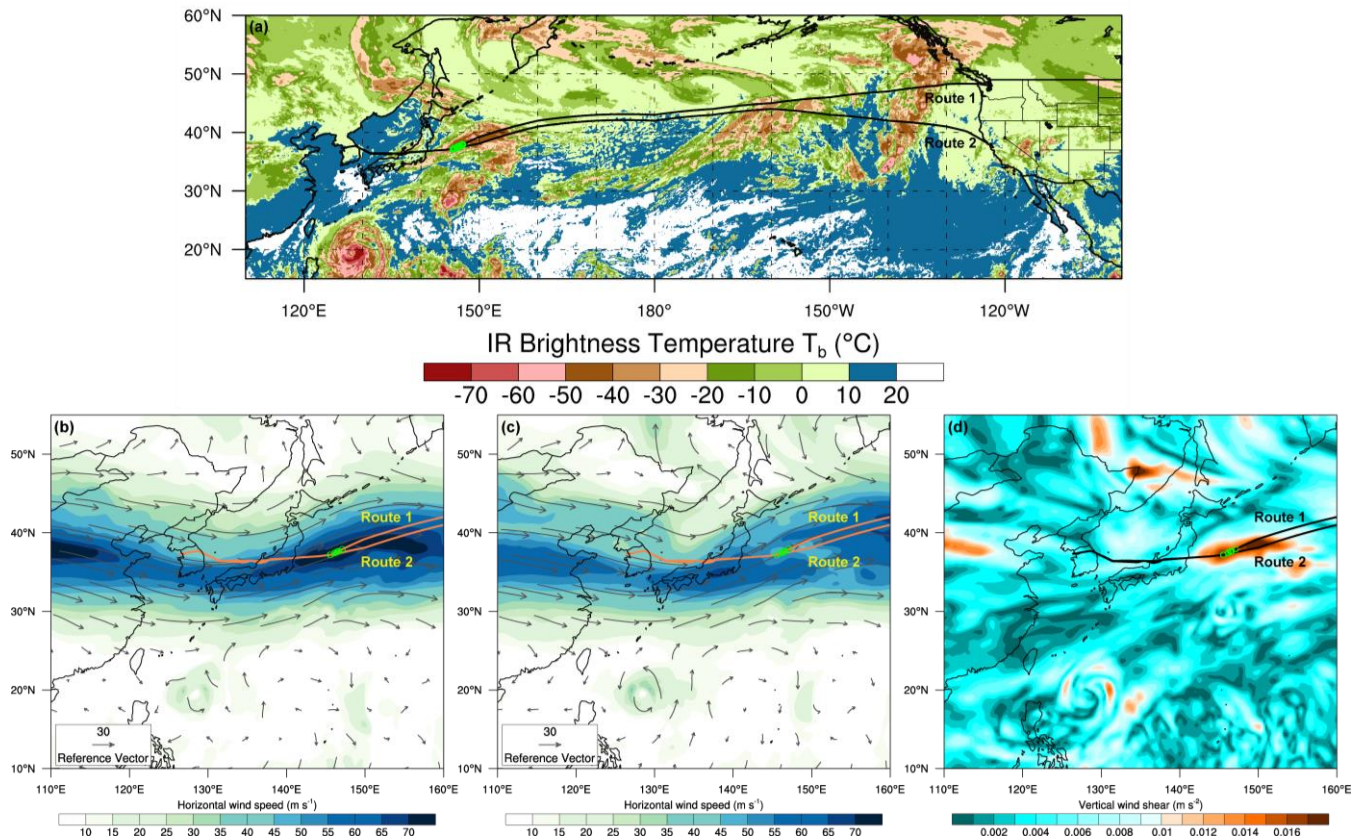 60°N
(a)
50°N
40°N
30°N
20°N
Route 1
Route 2
120°E 150°E 180° 150°W 120°W
IR Brightness Temperature T_b (°C)
-70 -60 -50 -40 -30 -20 -10 0 10 20
(b)
50°N
40°N
30°N
20°N
10°N
Route 1
Route 2
30
Reference Vector
110°E 120°E 130°E 140°E 150°E 160°E
Horizontal wind speed (m s⁻¹)
10 15 20 25 30 35 40 45 50 55 60 65 70
(c)
50°N
40°N
30°N
20°N
10°N
Route 1
Route 2
30
Reference Vector
110°E 120°E 130°E 140°E 150°E 160°E
Horizontal wind speed (m s⁻¹)
10 15 20 25 30 35 40 45 50 55 60 65 70
(d)
50°N
40°N
30°N
20°N
10°N
Route 1
Route 2
110°E 120°E 130°E 140°E 150°E 160°E
Vertical wind shear (m s⁻²)
0.002 0.004 0.006 0.008 0.01 0.012 0.014 0.016